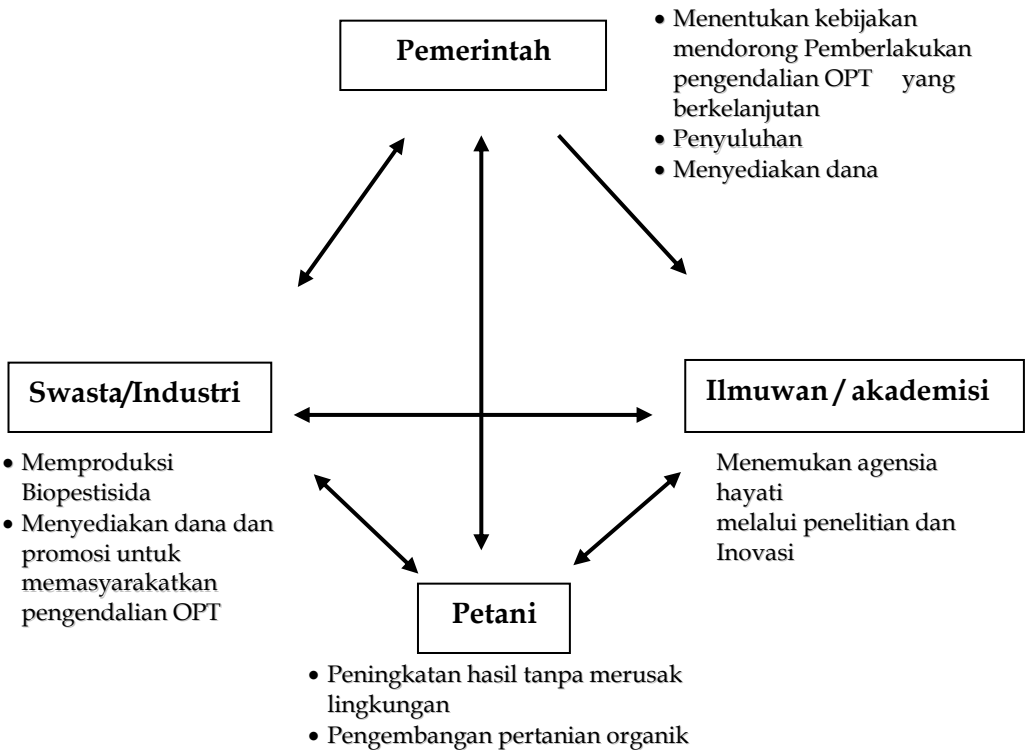 Pemerintah
• Menentukan kebijakan
mendorong Pemberlakukan
pengendalian OPT yang
berkelanjutan
• Penyuluhan
• Menyediakan dana
Swasta/Industri
Ilmuwan / akademisi
• Memproduksi
Biopestisida
• Menyediakan dana dan
promosi untuk
memasyarakatkan
pengendalian OPT
Menemukan agensia
hayati
melalui penelitian dan
Inovasi
Petani
• Peningkatan hasil tanpa merusak
lingkungan
• Pengembangan pertanian organik